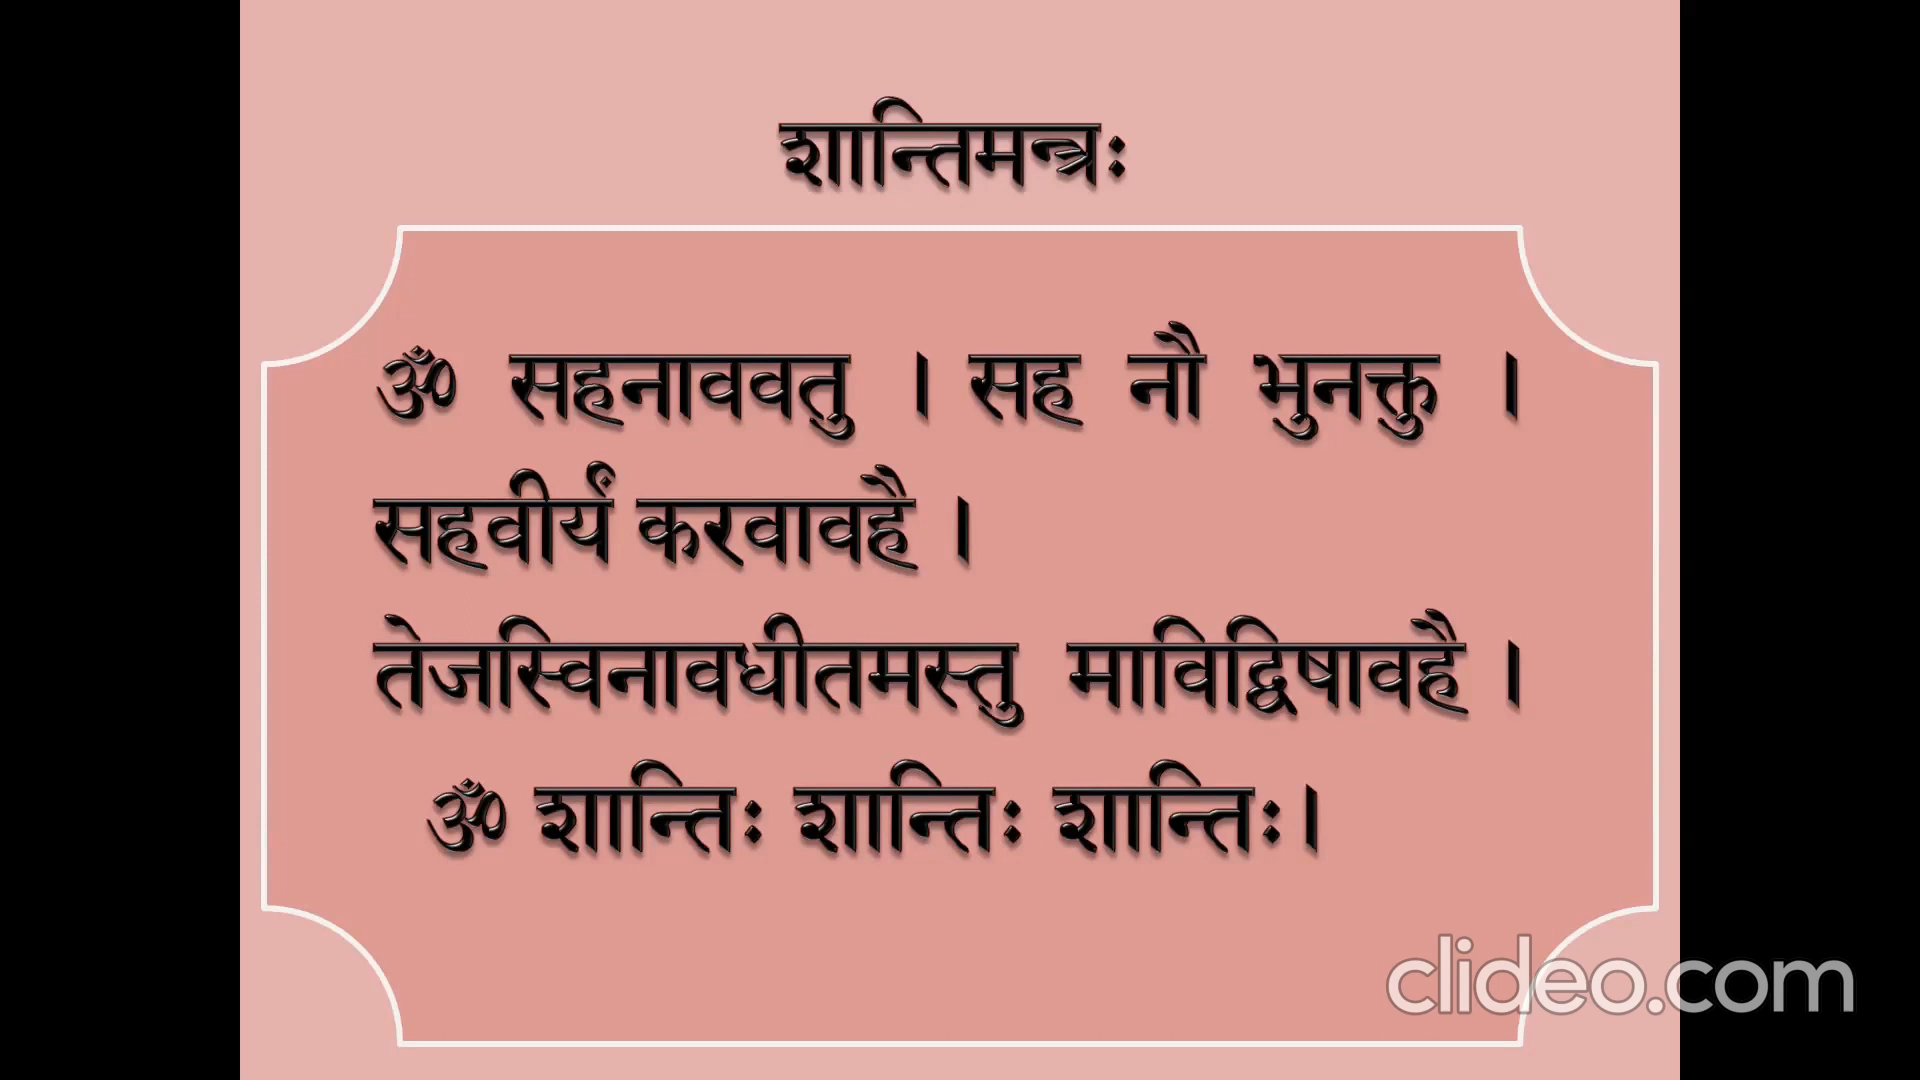 शान्तिमन्त्रः
ॐ सहनाववतु । सह नौ भुनक्तु ।
सहवीर्यं करवावहै ।
तेजस्विनावधीतमस्तु माविद्विषावहै ।
ॐ शान्तिः शान्तिः शान्तिः।
clideo.com